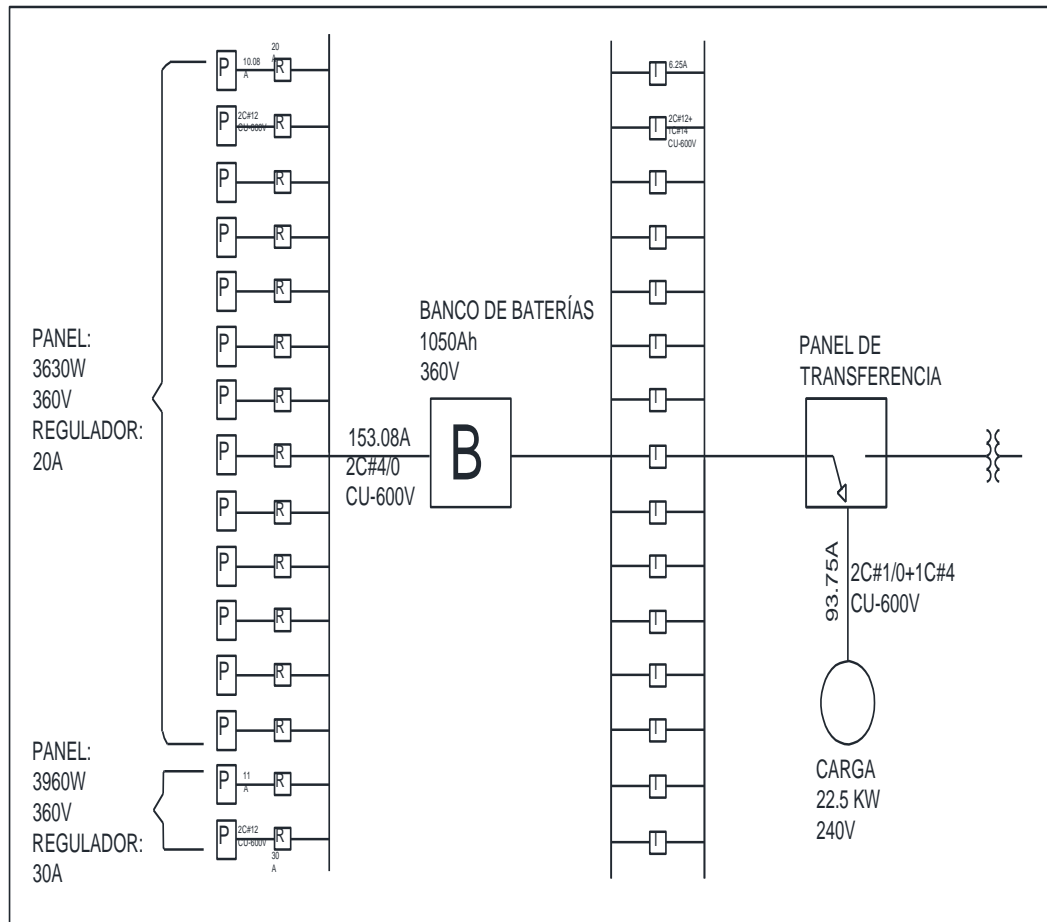 20
A
P
10.08
A
R
I
6.25A
P
2C#12
CU-600V
R
I
2C#12+
1C#14
CU-600V
P
R
I
P
R
I
P
R
I
P
R
I
P
R
I
P
R
I
P
R
I
P
R
I
P
R
I
P
R
I
P
R
I
P
11
A
R
I
P
2C#12
CU-600V
R
30
A
I
PANEL:
3630W
360V
REGULADOR:
20A
PANEL:
3960W
360V
REGULADOR:
30A
153.08A
2C#4/0
CU-600V
BANCO DE BATERÍAS
1050Ah
360V
B
PANEL DE
TRANSFERENCIA
93.75A
2C#1/0+1C#4
CU-600V
CARGA
22.5 KW
240V